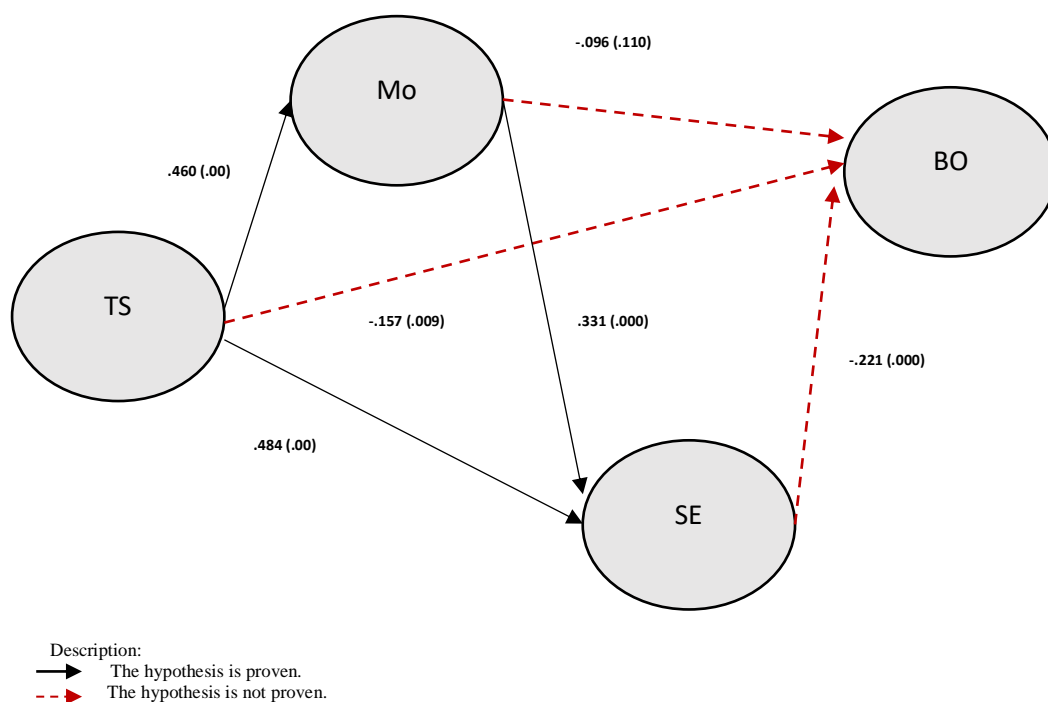 -.096 (.110)
Mo
BO
.460 (.00)
TS
-.157 (.009)
.331 (.000)
-.221 (.000)
.484 (.00)
SE
Description:
The hypothesis is proven.
The hypothesis is not proven.